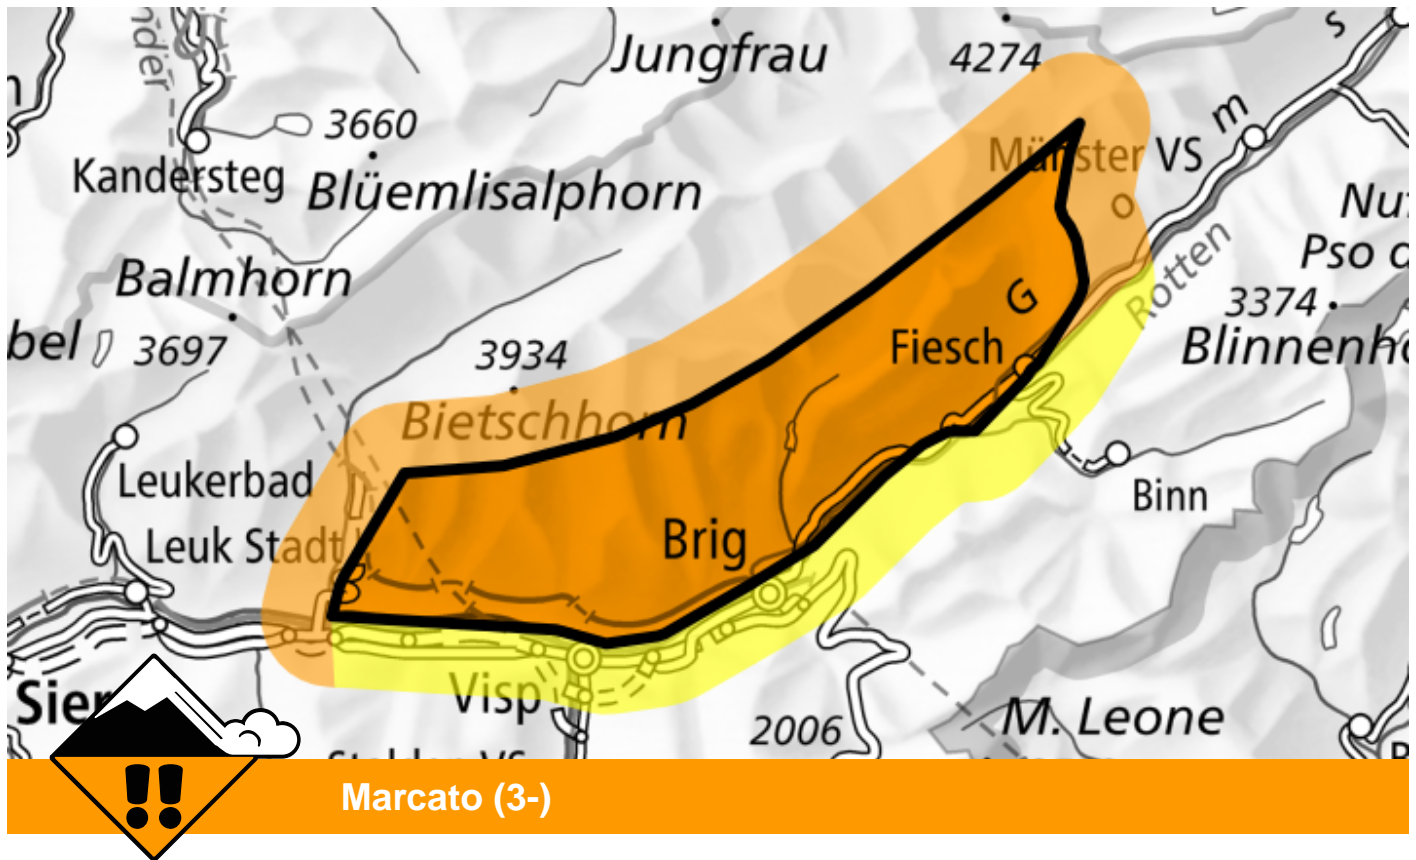 Jungfrau
4274
3660
Münster VS
Kandersteg
Blüemlisalphorn
Balmhorn
Rotten
3374
3697
3934
Fiesch
G
o
m
s
Bietschhorn
Leukerbad
Binn
Leuk Stadt
Brig
Visp
M. Leone
2006
Marcato (3-)